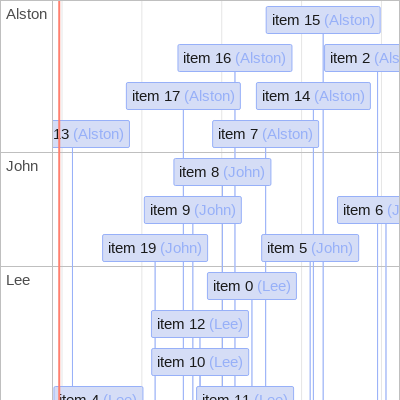 Alston
item 15 (Alston)
item 16 (Alston)
item 2 (Als
item 17 (Alston)
item 14 (Alston)
13 (Alston)
item 7 (Alston)
John
item 8 (John)
item 9 (John)
item 6 (J
item 19 (John)
item 5 (John)
Lee
item 0 (Lee)
item 12 (Lee)
item 10 (Lee)
item 4 (Lee)
item 11 (Lee)